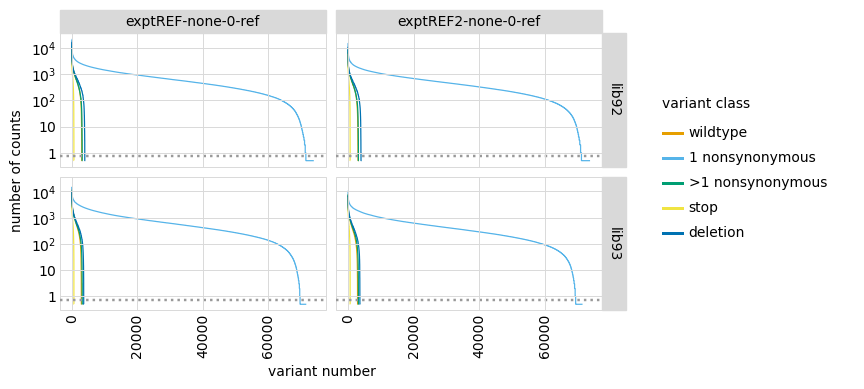 exptREF-none-0-ref
exptREF2-none-0-ref
number of counts
10⁴
10³
10²
10
1
lib92
10⁴
10³
10²
10
1
lib93
0
20000
40000
60000
0
20000
40000
60000
variant number
variant class
wildtype
1 nonsynonymous
>1 nonsynonymous
stop
deletion